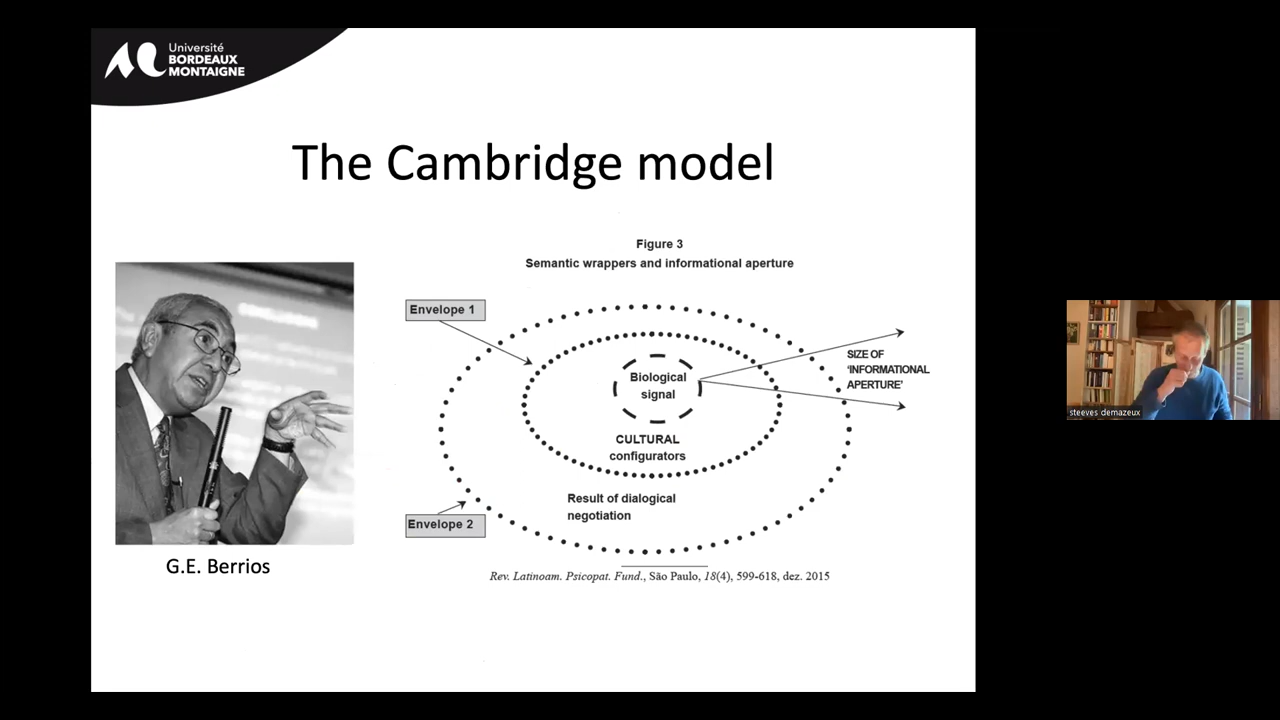 Université
BORDEAUX
MONTAIGNE
The Cambridge model
Figure 3
Semantic wrappers and informational aperture
Envelope 1
Biological
signal
SIZE OF
‘INFORMATIONAL
APERTURE’
CULTURAL
configurators
Result of dialogical
negotiation
Envelope 2
G.E. Berrios
Rev. Latinoam. Psicopat. Fund., São Paulo, 18(4), 599-618, dez. 2015
steeves demazeux